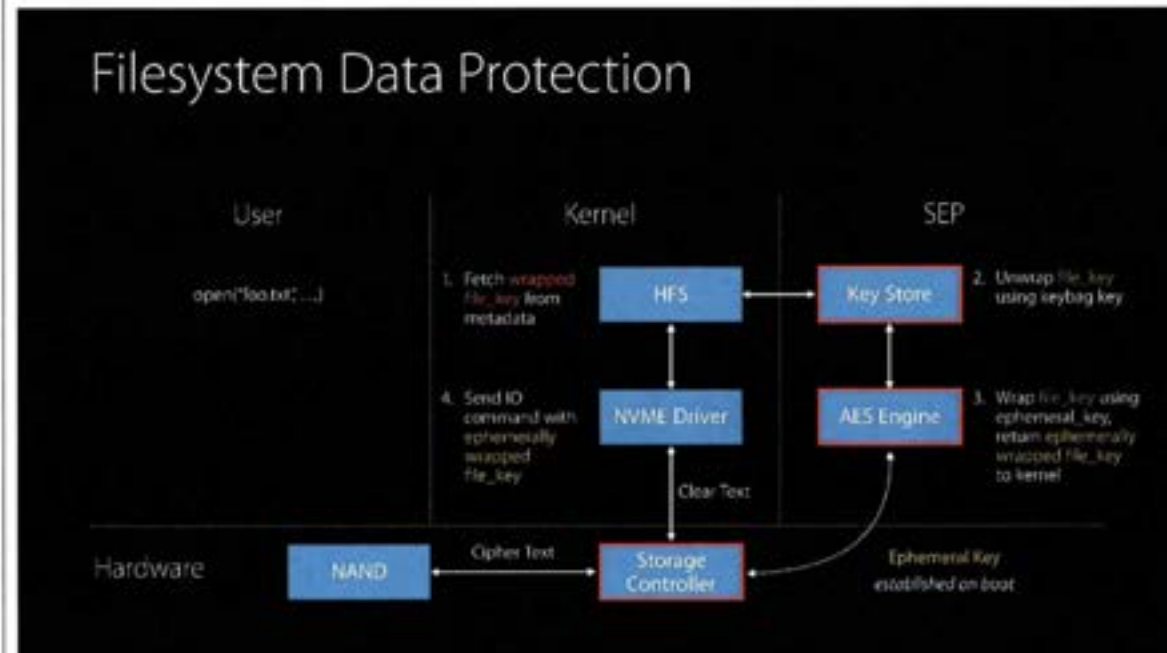 Filesystem Data Protection
User
Kernel
SEP
open("foo.txt", ...)
1. Fetch wrapped
file_key from
metadata
HFS
Key Store
2. Unwrap file_key
using keybag key
4. Send IO
command with
ephemerally
wrapped
file_key
NVME Driver
AES Engine
3. Wrap file_key using
ephemeral_key,
return ephemerally
wrapped file_key
to kernel
Clear Text
Hardware
NAND
Cipher Text
Storage
Controller
Ephemeral Key
established on boot